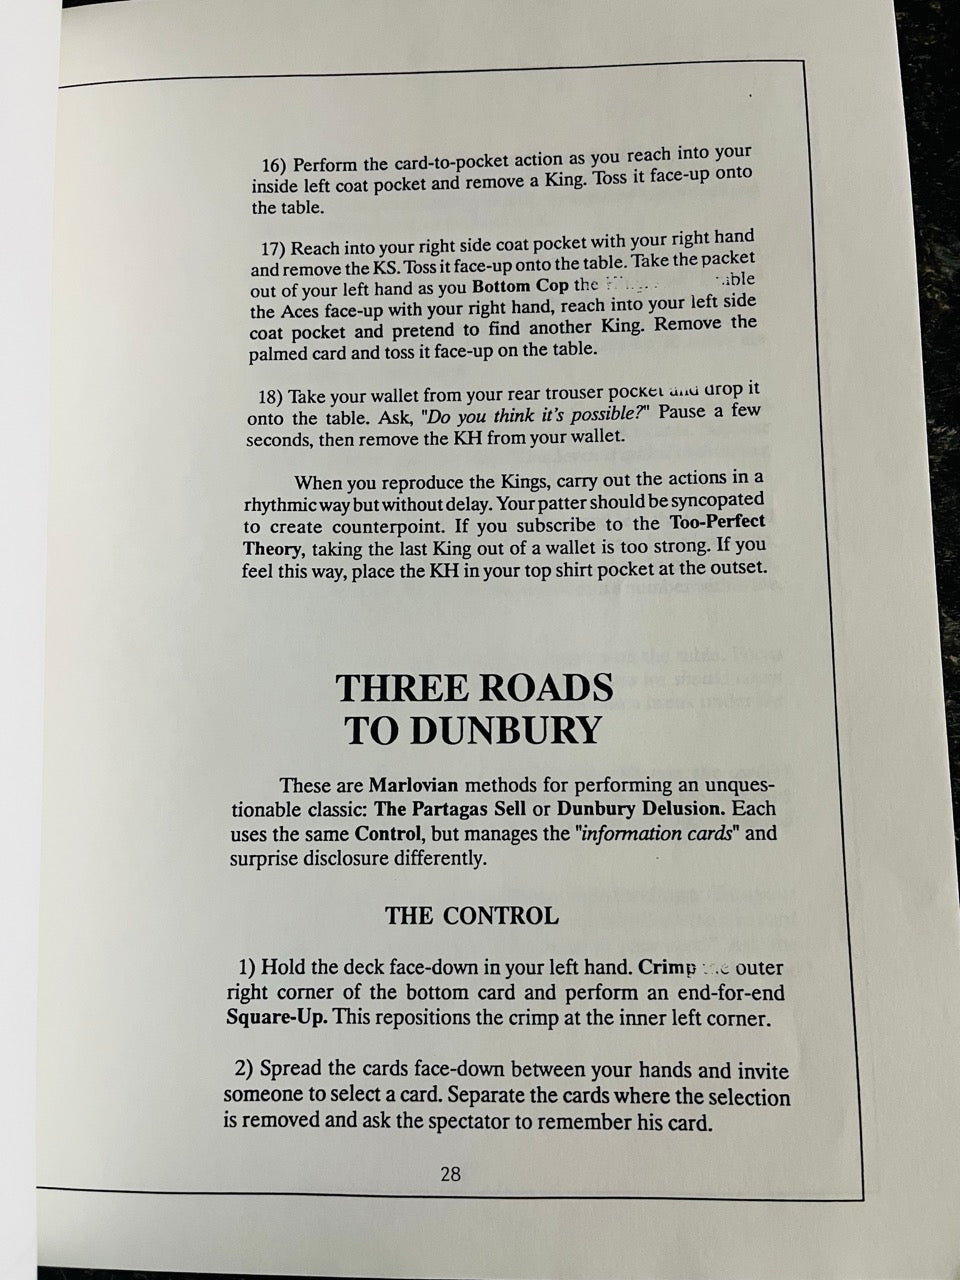 16) Perform the card-to-pocket action as you reach into your
inside left coat pocket and remove a King. Toss it face-up onto
the table.
17) Reach into your right side coat pocket with your right hand
and remove the KS. Toss it face-up onto the table. Take the packet
out of your left hand as you Bottom Cop the
the Aces face-up with your right hand, reach into your left side
coat pocket and pretend to find another King. Remove the
palmed card and toss it face-up on the table.
18) Take your wallet from your rear trouser pocket and drop it
onto the table. Ask, "Do you think it's possible?" Pause a few
seconds, then remove the KH from your wallet.
When you reproduce the Kings, carry out the actions in a
rhythmic way but without delay. Your patter should be syncopated
to create counterpoint. If you subscribe to the Too-Perfect
Theory, taking the last King out of a wallet is too strong. If you
feel this way, place the KH in your top shirt pocket at the outset.
THREE ROADS
TO DUNBURY
These are Marlovian methods for performing an unques-
tionable classic: The Partagas Sell or Dunbury Delusion. Each
uses the same Control, but manages the "information cards" and
surprise disclosure differently.
THE CONTROL
1) Hold the deck face-down in your left hand. Crimp the outer
right corner of the bottom card and perform an end-for-end
Square-Up. This repositions the crimp at the inner left corner.
2) Spread the cards face-down between your hands and invite
someone to select a card. Separate the cards where the selection
is removed and ask the spectator to remember his card.
28